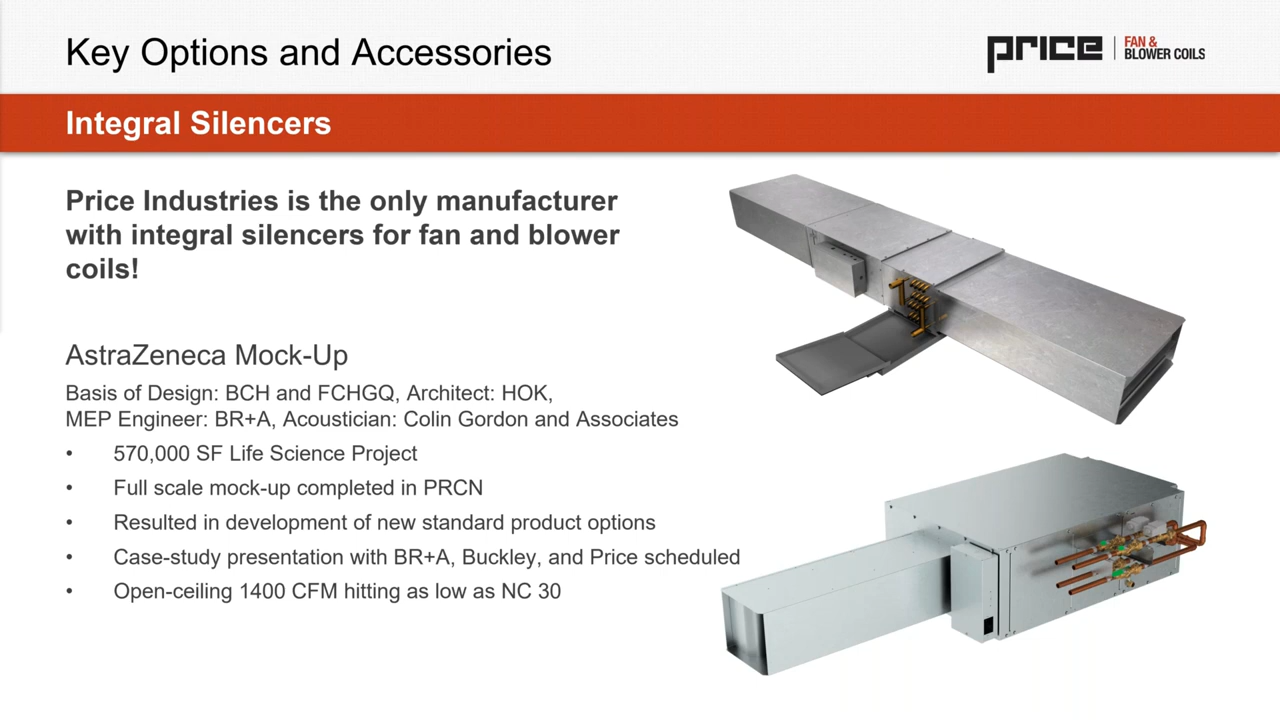 Key Options and Accessories
price | FAN &
BLOWER COILS
Integral Silencers
Price Industries is the only manufacturer
with integral silencers for fan and blower
coils!
AstraZeneca Mock-Up
Basis of Design: BCH and FCHGQ, Architect: HOK,
MEP Engineer: BR+A, Acoustician: Colin Gordon and Associates
• 570,000 SF Life Science Project
• Full scale mock-up completed in PRCN
• Resulted in development of new standard product options
• Case-study presentation with BR+A, Buckley, and Price scheduled
• Open-ceiling 1400 CFM hitting as low as NC 30